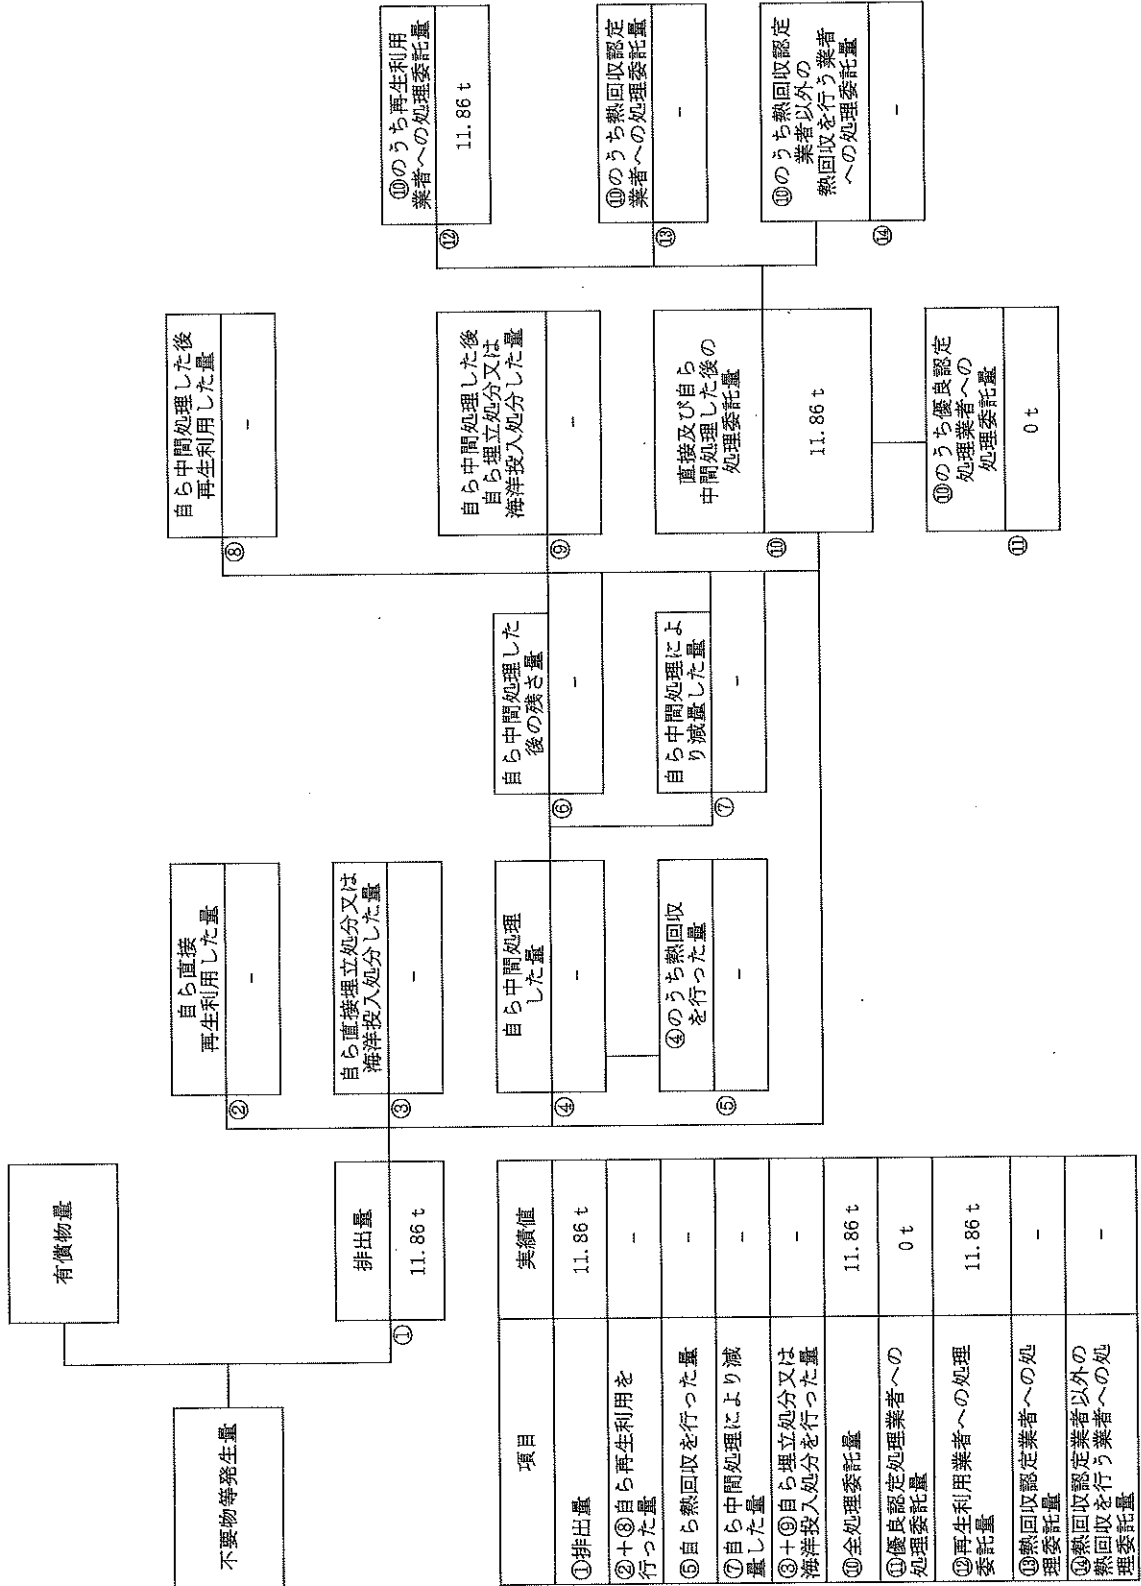 不要物等発生量
有償物量
排出量
①
11.86 t
自ら直接
再生利用した量
②
-
自ら直接埋立処分又は
海洋投入処分した量
③
-
自ら中間処理
した量
④
-
④のうち熱回収
を行った量
⑤
-
自ら中間処理した
後の残さ量
⑥
-
自ら中間処理によ
り減量した量
⑦
-
自ら中間処理した後
再生利用した量
⑧
-
自ら中間処理した後
自ら埋立処分又は
海洋投入処分した量
⑨
-
直接及び自ら
中間処理した後の
処理委託量
⑩
11.86 t
⑩のうち優良認定
処理業者への
処理委託量
⑪
0 t
⑩のうち再生利用
業者への処理委託量
⑫
11.86 t
⑩のうち熱回収認定
業者への処理委託量
⑬
-
⑩のうち熱回収認定
業者以外の
熱回収を行う業者
への処理委託量
⑭
-
項目 実績値
①排出量 11.86 t
②+⑧自ら再生利用を
行った量
-
⑤自ら熱回収を行った量 -
⑦自ら中間処理により減
量した量
-
③+⑨自ら埋立処分又は
海洋投入処分を行った量
-
⑩全処理委託量 11.86 t
⑪優良認定処理業者への
処理委託量
0 t
⑫再生利用業者への処理
委託量
11.86 t
⑬熱回収認定業者への処
理委託量
-
⑭熱回収認定業者以外の
熱回収を行う業者への処
理委託量
-